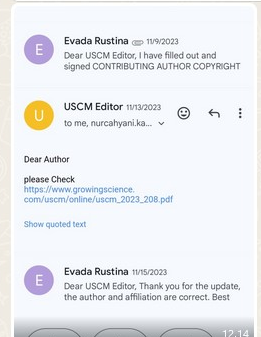 E
Evada Rustina 11/9/2023
Dear USCM Editor, I have filled out and
signed CONTRIBUTING AUTHOR COPYRIGHT
U
USCM Editor 11/13/2023
to me, nurcahyani.ka...
Dear Author
please Check
https://www.growingscience.
com/uscm/online/uscm_2023_208.pdf
Show quoted text
E
Evada Rustina 11/15/2023
Dear USCM Editor, Thank you for the update,
the author and affiliation are correct. Best
12.14